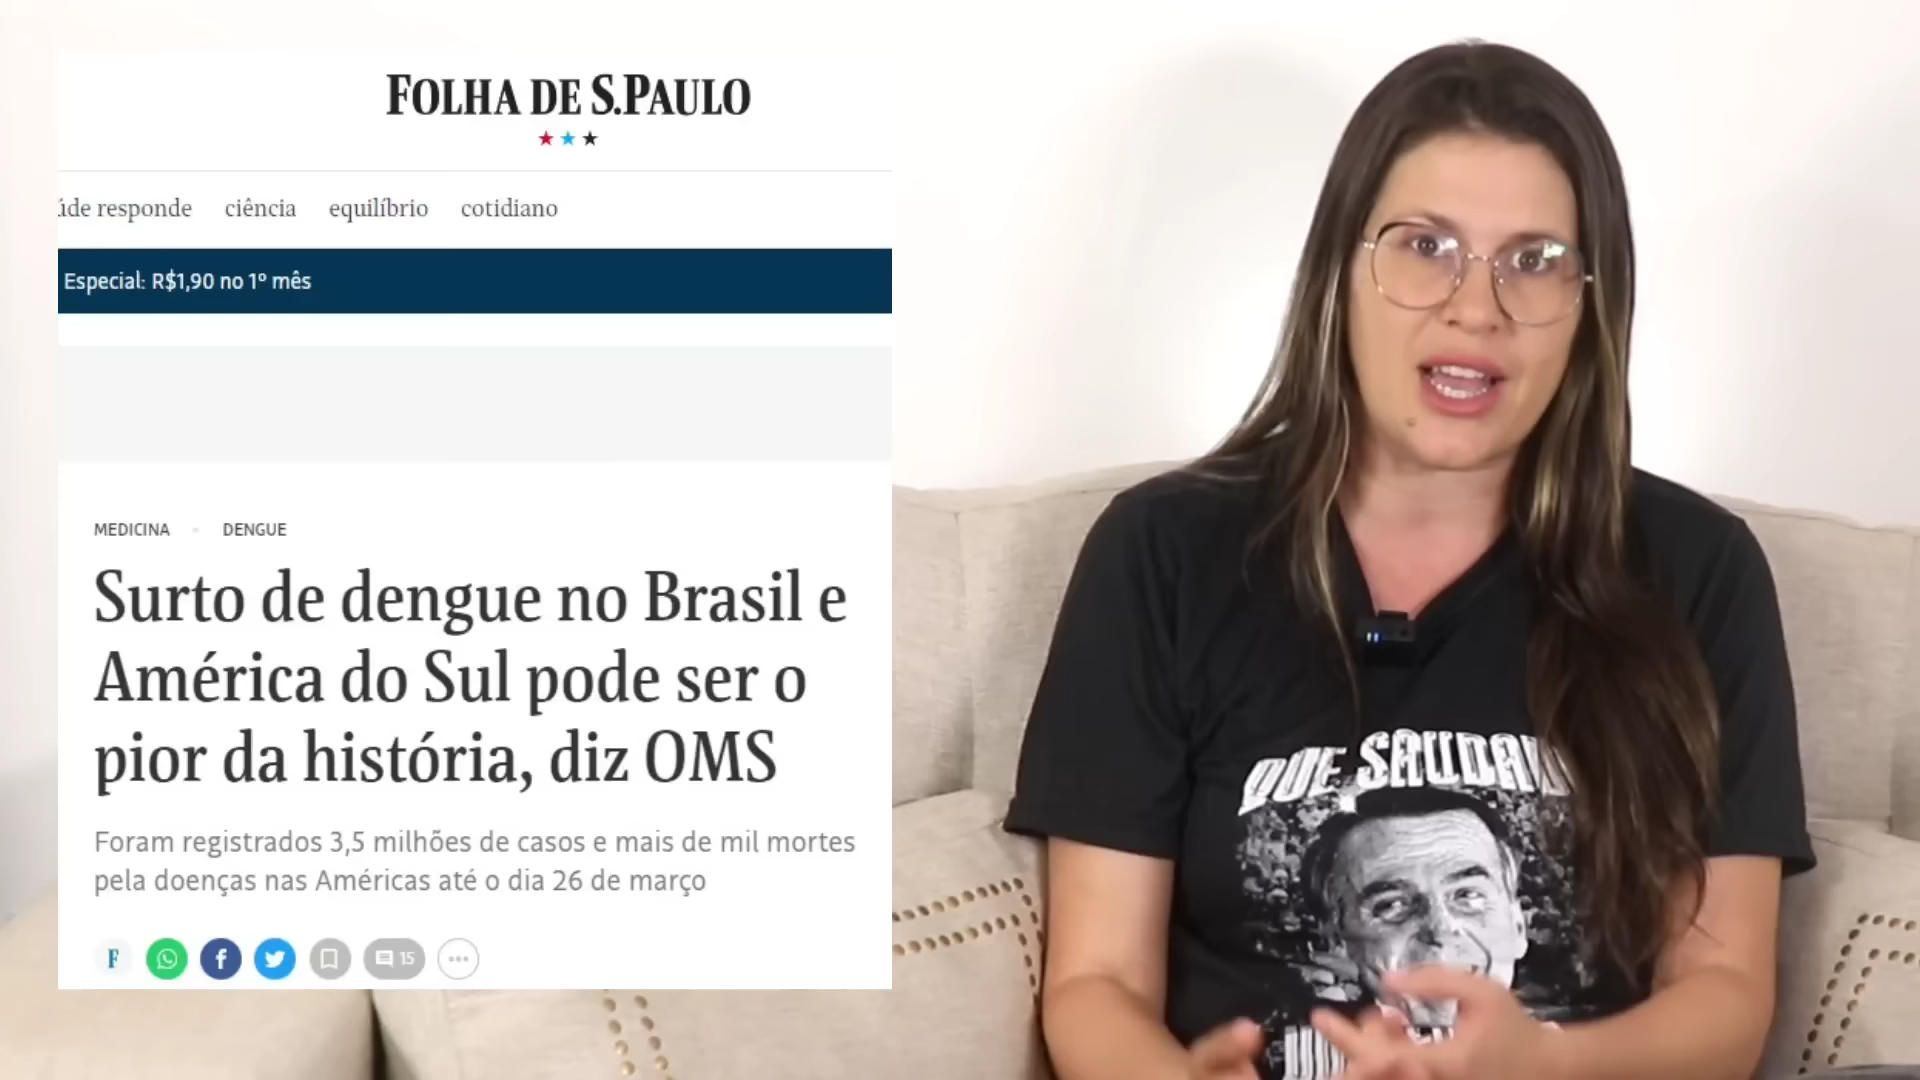 FOLHA DE S.PAULO
úde responde ciência equilíbrio cotidiano
Especial: R$1,90 no 1º mês
MEDICINA DENGUE
Surto de dengue no Brasil e
América do Sul pode ser o
pior da história, diz OMS
Foram registrados 3,5 milhões de casos e mais de mil mortes
pela doenças nas Américas até o dia 26 de março
F 15
QUE SAUDA